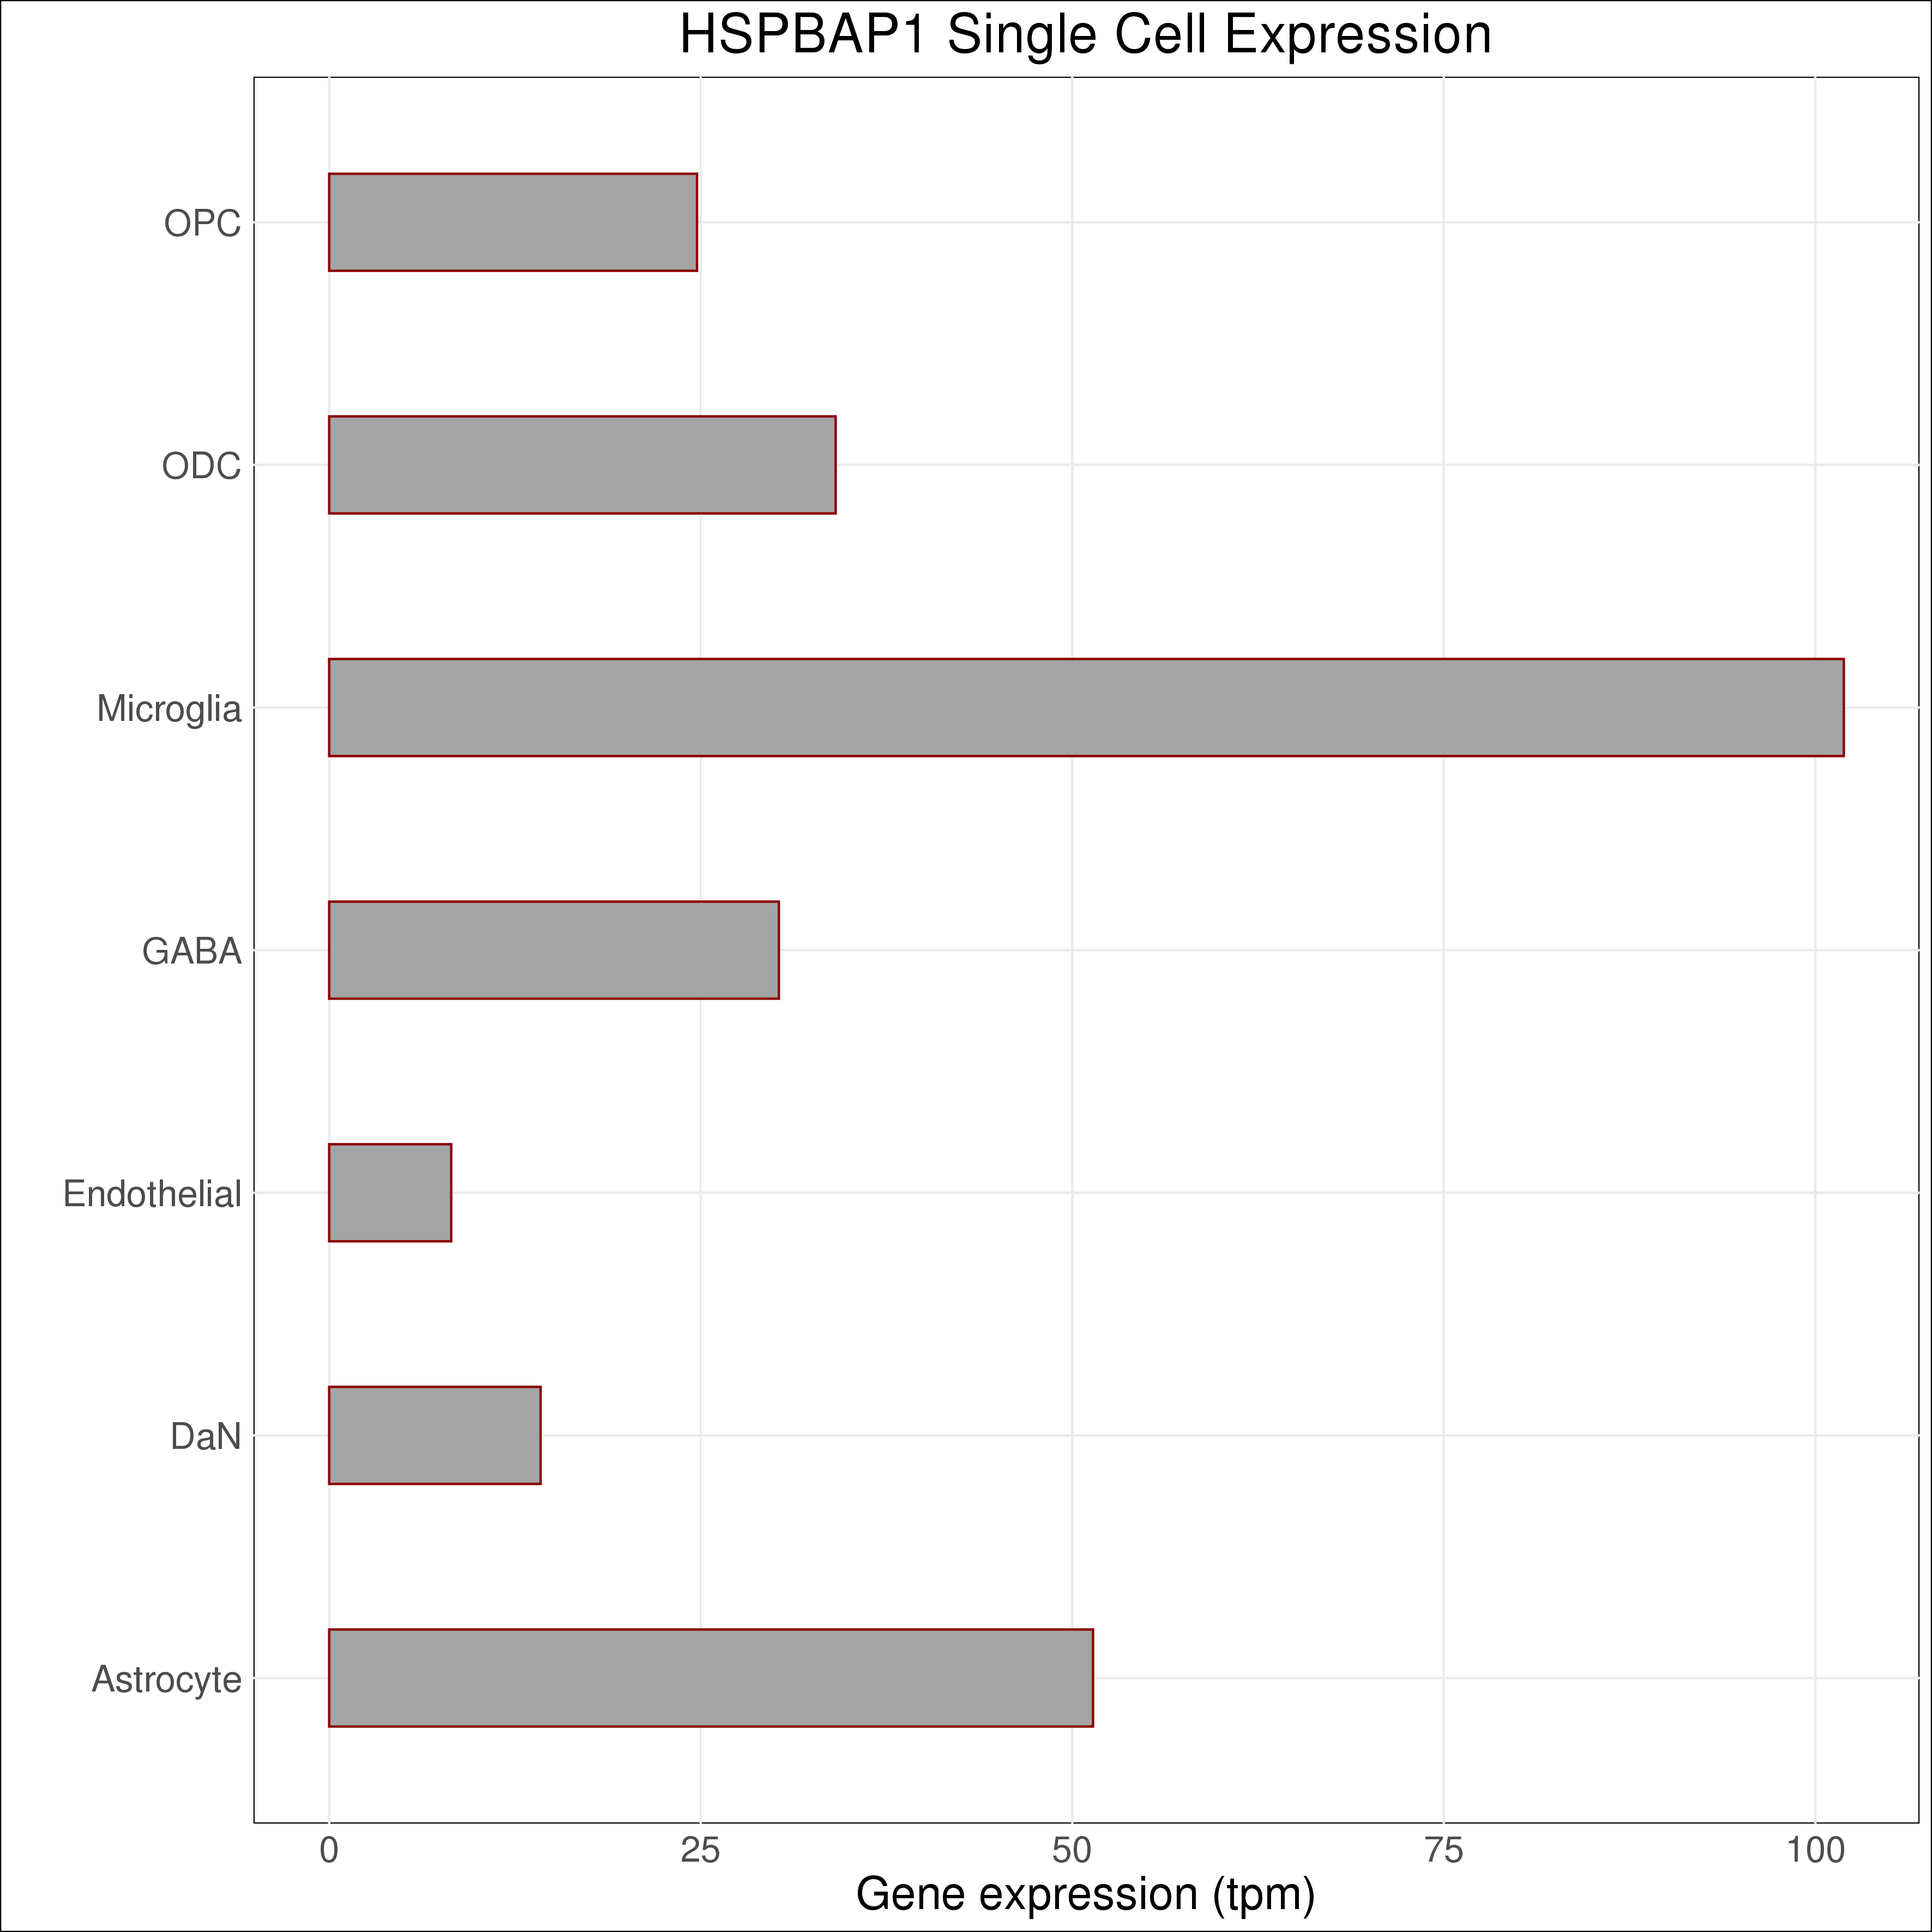 HSPBAP1 Single Cell Expression
OPC
ODC
Microglia
GABA
Endothelial
DaN
Astrocyte
0 25 50 75 100
Gene expression (tpm)